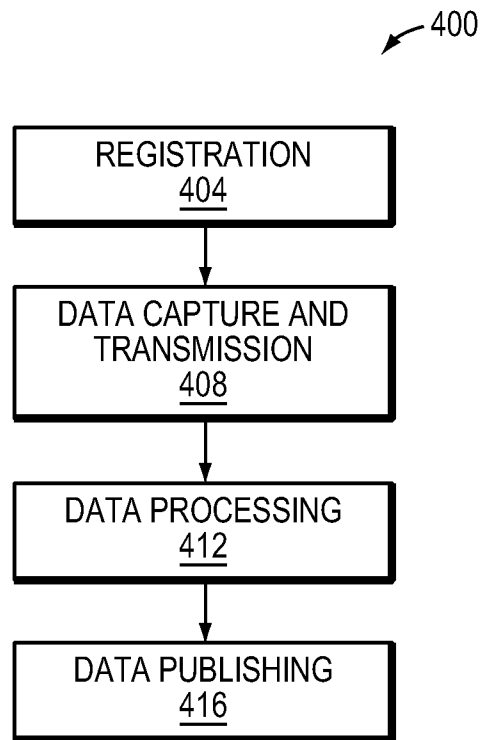 400
REGISTRATION
404
DATA CAPTURE AND
TRANSMISSION
408
DATA PROCESSING
412
DATA PUBLISHING
416